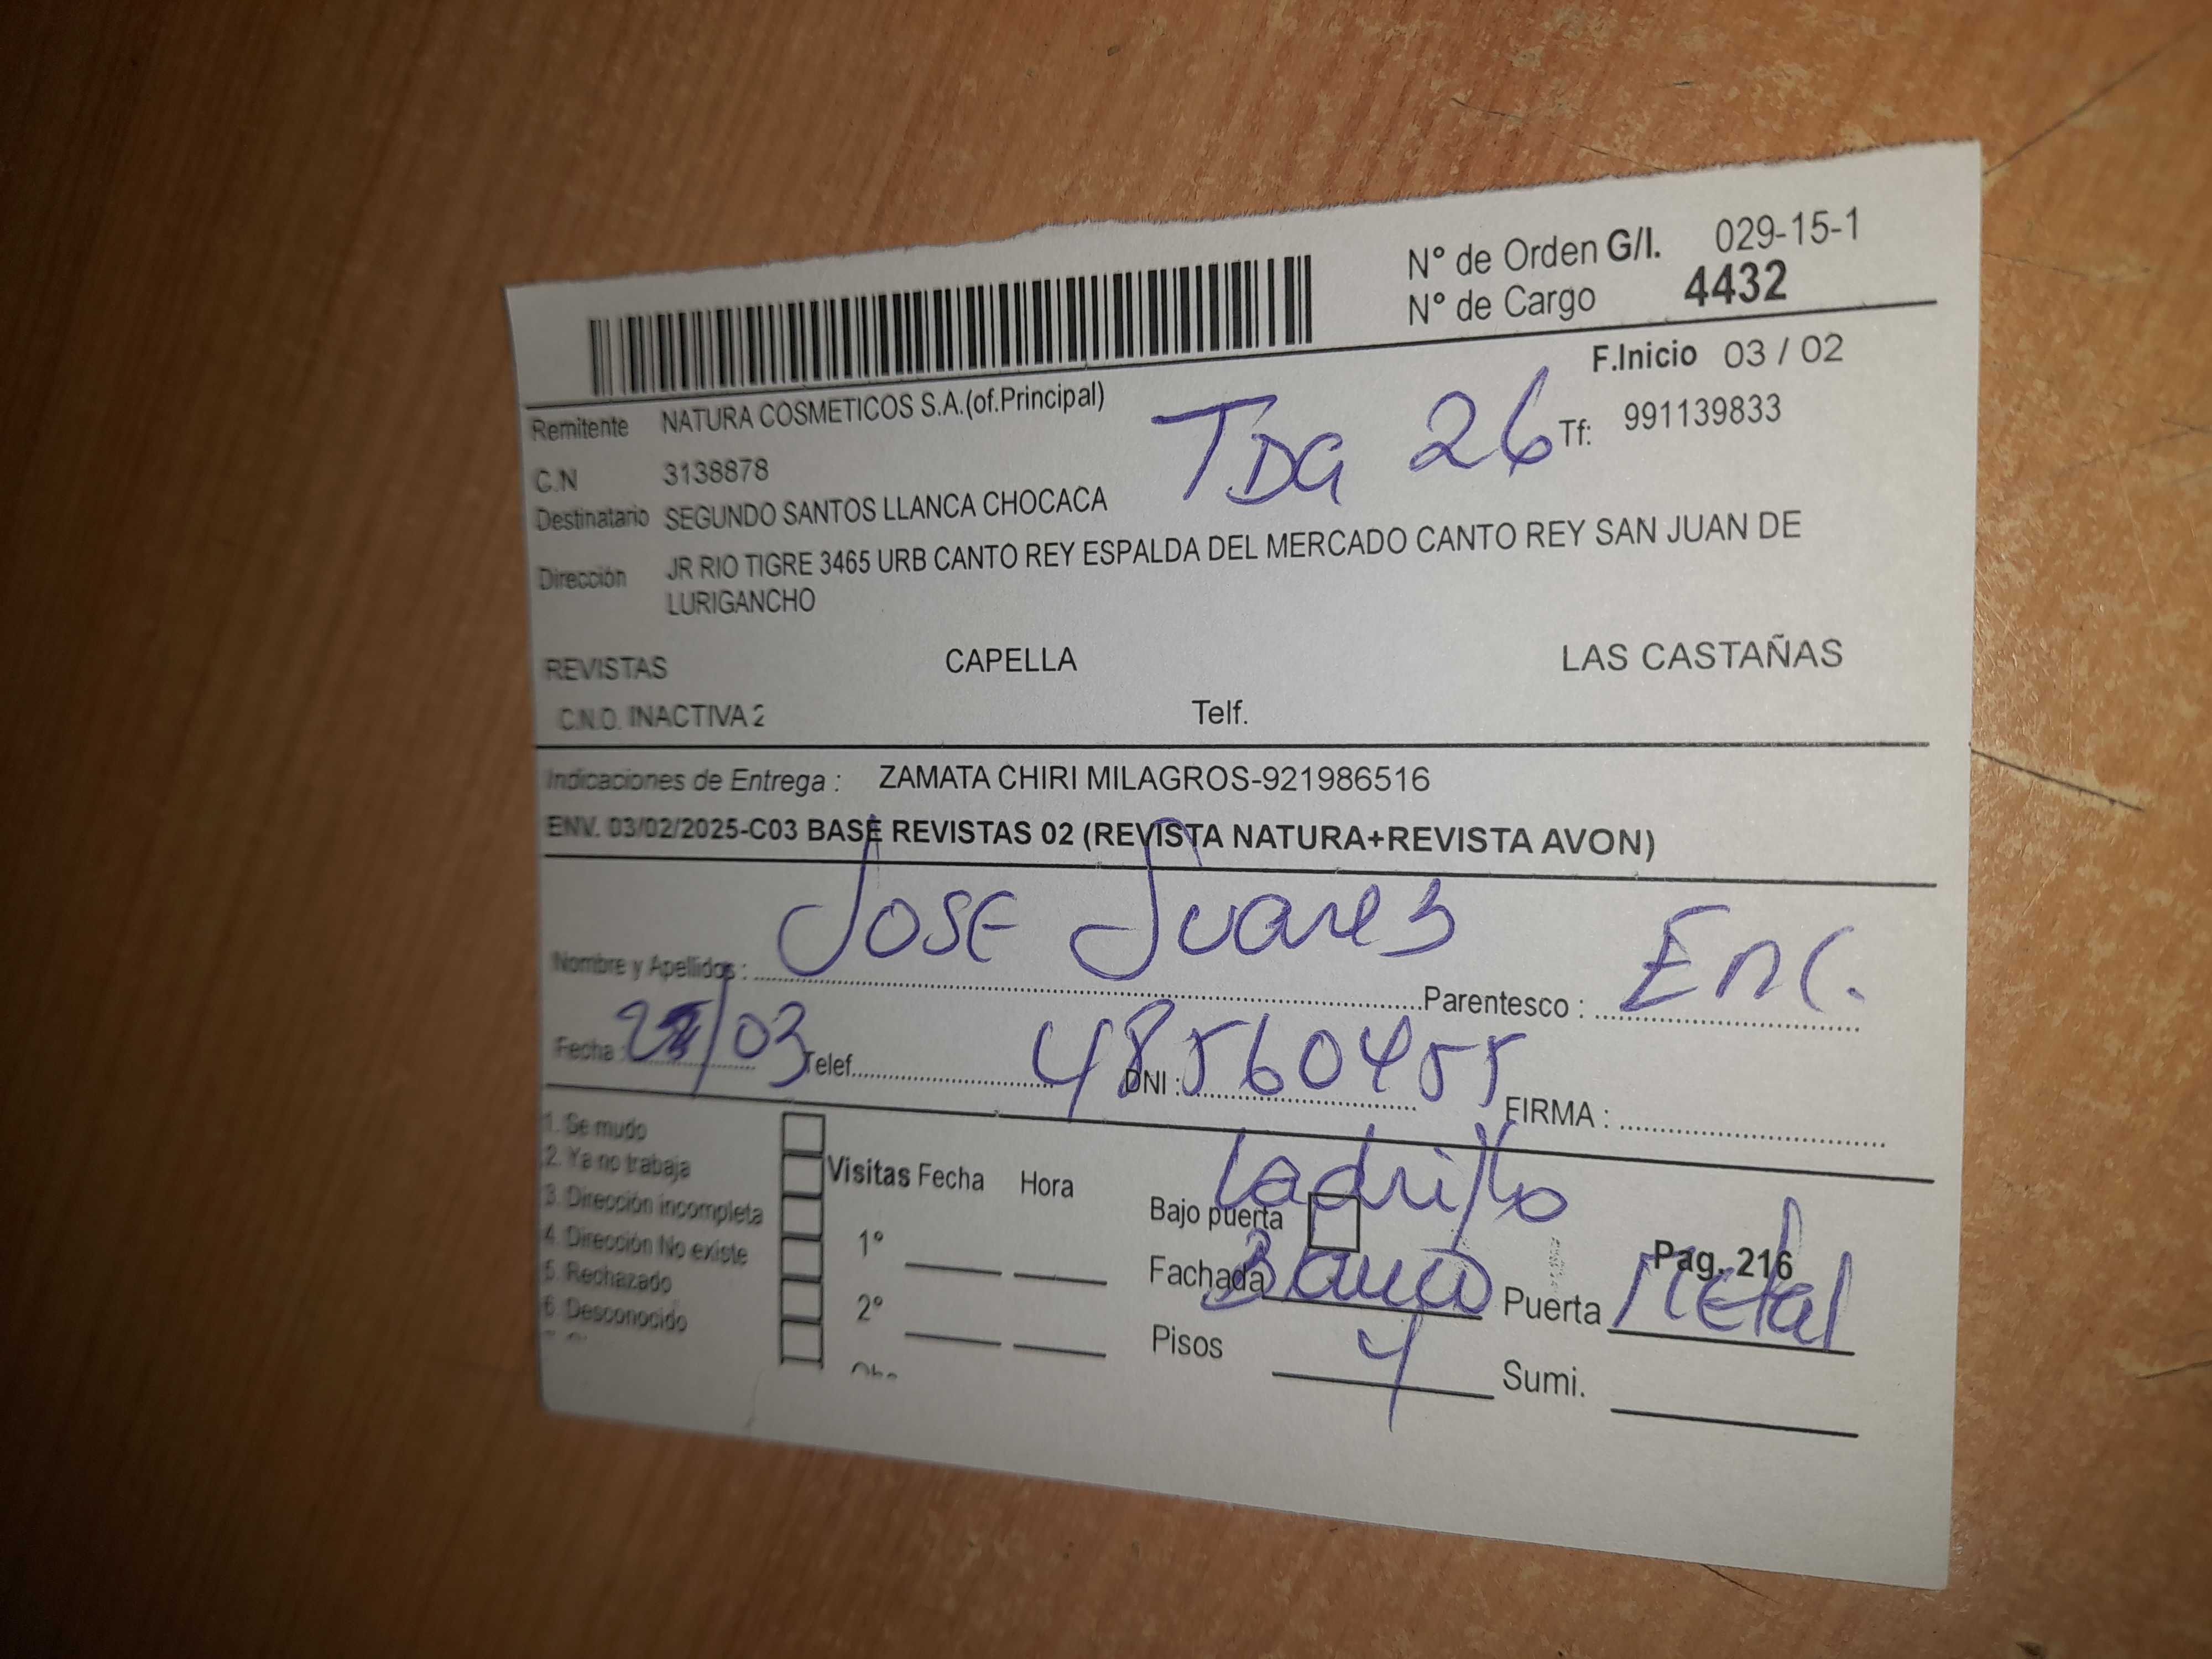 N° de Orden G/I. 029-15-1
N° de Cargo 4432
F.Inicio 03 / 02
Remitente NATURA COSMETICOS S.A.(of.Principal)
TDA 26 Tf: 991139833
C.N 3138878
Destinatario SEGUNDO SANTOS LLANCA CHOCACA
Dirección JR RIO TIGRE 3465 URB CANTO REY ESPALDA DEL MERCADO CANTO REY SAN JUAN DE
LURIGANCHO
REVISTAS CAPELLA LAS CASTAÑAS
C.N.O. INACTIVA 2 Telf.
Indicaciones de Entrega : ZAMATA CHIRI MILAGROS-921986516
ENV. 03/02/2025-C03 BASE REVISTAS 02 (REVISTA NATURA+REVISTA AVON)
Nombre y Apellidos : JOSE Juares Parentesco : Enc.
Fecha : /03 Telef. DNI : 48560455 FIRMA :
1. Se mudo
2. Ya no trabaja
3. Dirección incompleta
4. Dirección No existe
5. Rechazado
6. Desconocido
Visitas Fecha Hora
1°
2°
Ladrillo
Bajo puerta
Pag. 216
Fachada Blanco Puerta Metal
Pisos 4 Sumi.